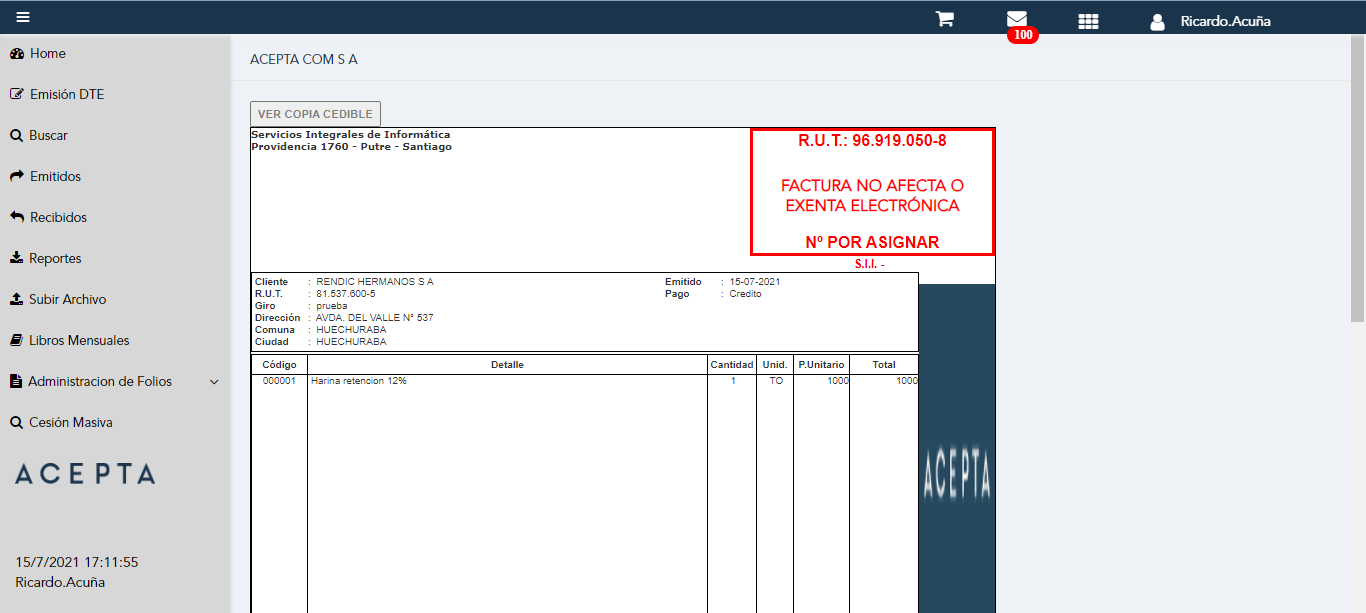 Ricardo.Acuña
100
Home
Emisión DTE
Buscar
Emitidos
Recibidos
Reportes
Subir Archivo
Libros Mensuales
Administracion de Folios
Cesión Masiva
ACEPTA
15/7/2021 17:11:55
Ricardo.Acuña
ACEPTA COM S A
VER COPIA CEDIBLE
Servicios Integrales de Informática
Providencia 1760 - Putre - Santiago
R.U.T.: 96.919.050-8
FACTURA NO AFECTA O
EXENTA ELECTRÓNICA
Nº POR ASIGNAR
S.I.I. -
Cliente : RENDIC HERMANOS S A Emitido : 15-07-2021
R.U.T. : 81.537.600-5 Pago : Credito
Giro : prueba
Dirección : AVDA. DEL VALLE N° 537
Comuna : HUECHURABA
Ciudad : HUECHURABA
Código Detalle Cantidad Unid. P.Unitario Total
000001 Harina retencion 12% 1 TO 1000 1000
ACEPTA